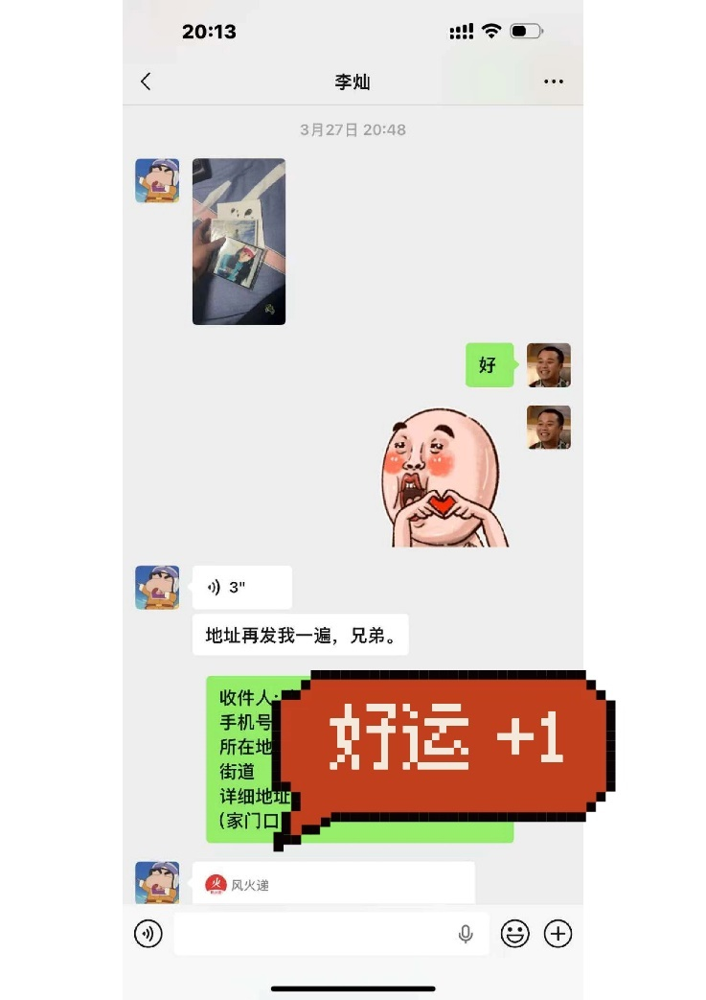 20:13
李灿
3月27日 20:48
好
3"
地址再发我一遍，兄弟。
收件人:
手机号
所在地
街道
详细地址
（家门口
好运 +1
火
风火递